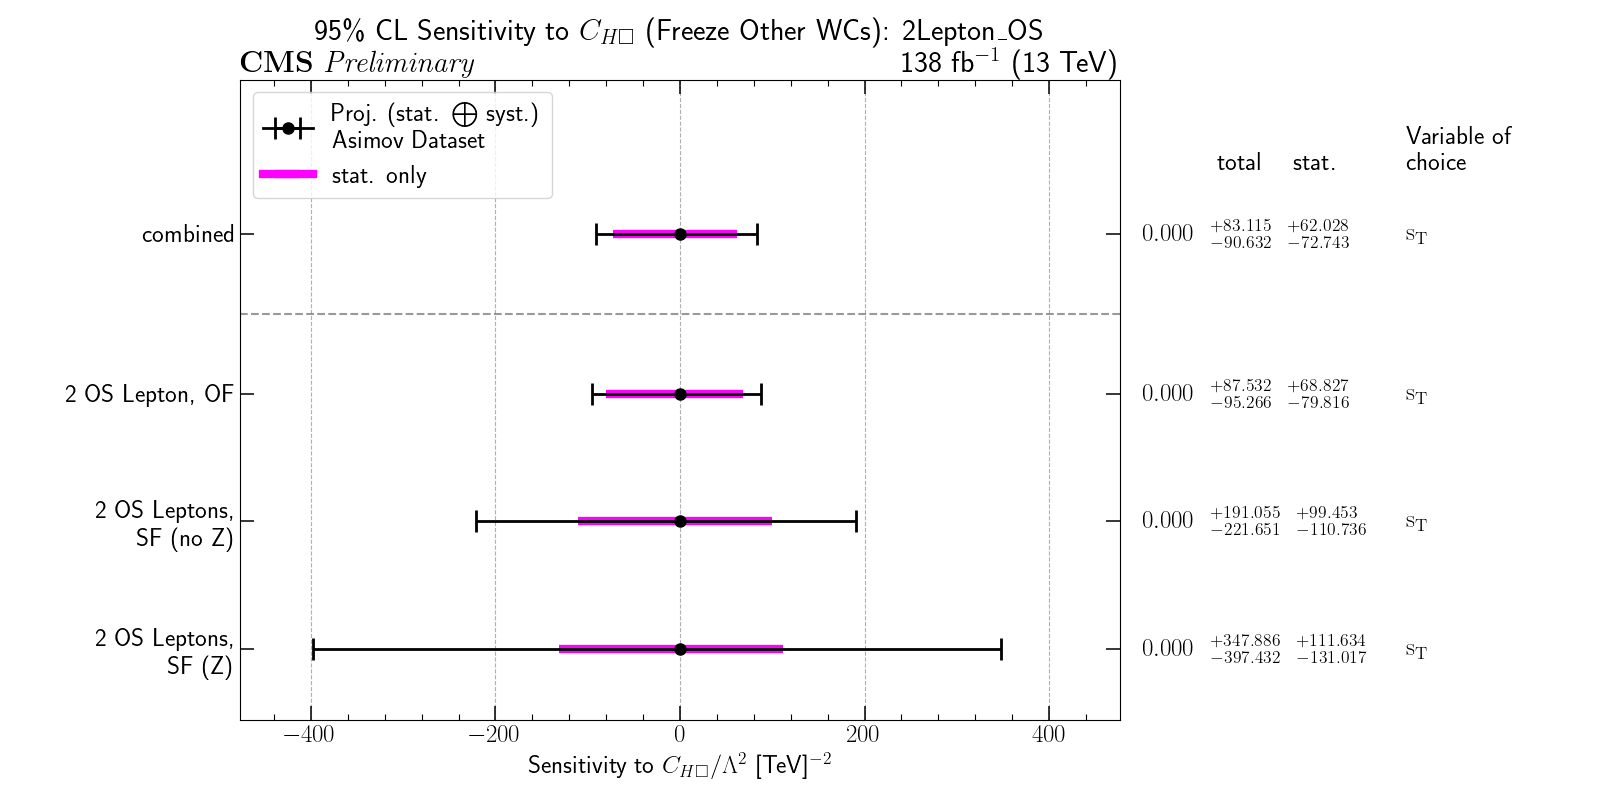 95% CL Sensitivity to C_{H□} (Freeze Other WCs): 2Lepton_OS
CMS Preliminary 138 fb⁻¹ (13 TeV)
Proj. (stat. ⨁ syst.)
Asimov Dataset
stat. only
Variable of
total stat. choice
combined 0.000 +83.115 −90.632 +62.028 −72.743 s_T
2 OS Lepton, OF 0.000 +87.532 −95.266 +68.827 −79.816 s_T
2 OS Leptons,
SF (no Z) 0.000 +191.055 −221.651 +99.453 −110.736 s_T
2 OS Leptons,
SF (Z) 0.000 +347.886 −397.432 +111.634 −131.017 s_T
−400 −200 0 200 400
Sensitivity to C_{H□}/Λ² [TeV]⁻²